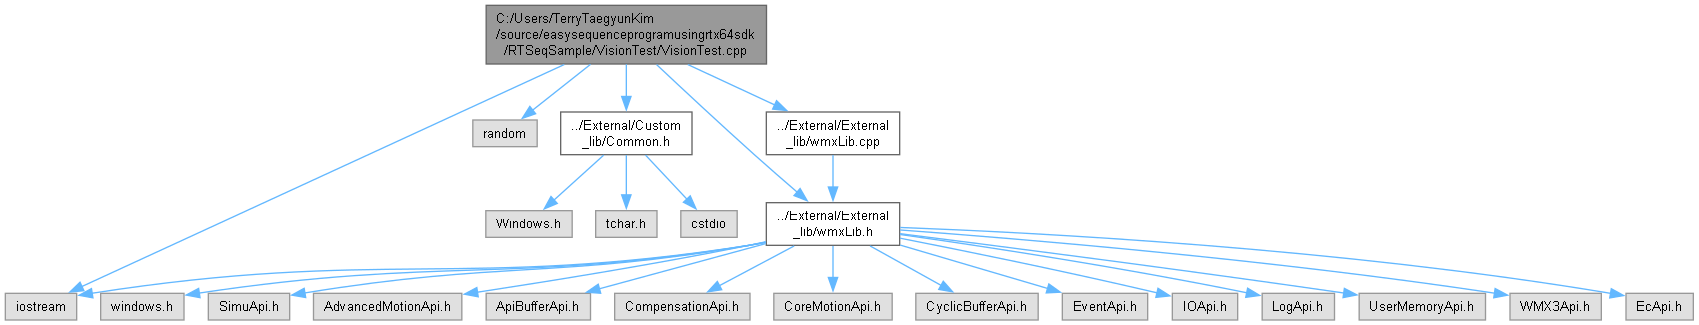 C:/Users/TerryTaegyunKim
/source/easysequenceprogramusingrtx64sdk
/RTSeqSample/VisionTest/VisionTest.cpp
random
../External/Custom
_lib/Common.h
../External/External
_lib/wmxLib.cpp
Windows.h
tchar.h
cstdio
../External/External
_lib/wmxLib.h
iostream
windows.h
SimuApi.h
AdvancedMotionApi.h
ApiBufferApi.h
CompensationApi.h
CoreMotionApi.h
CyclicBufferApi.h
EventApi.h
IOApi.h
LogApi.h
UserMemoryApi.h
WMX3Api.h
EcApi.h